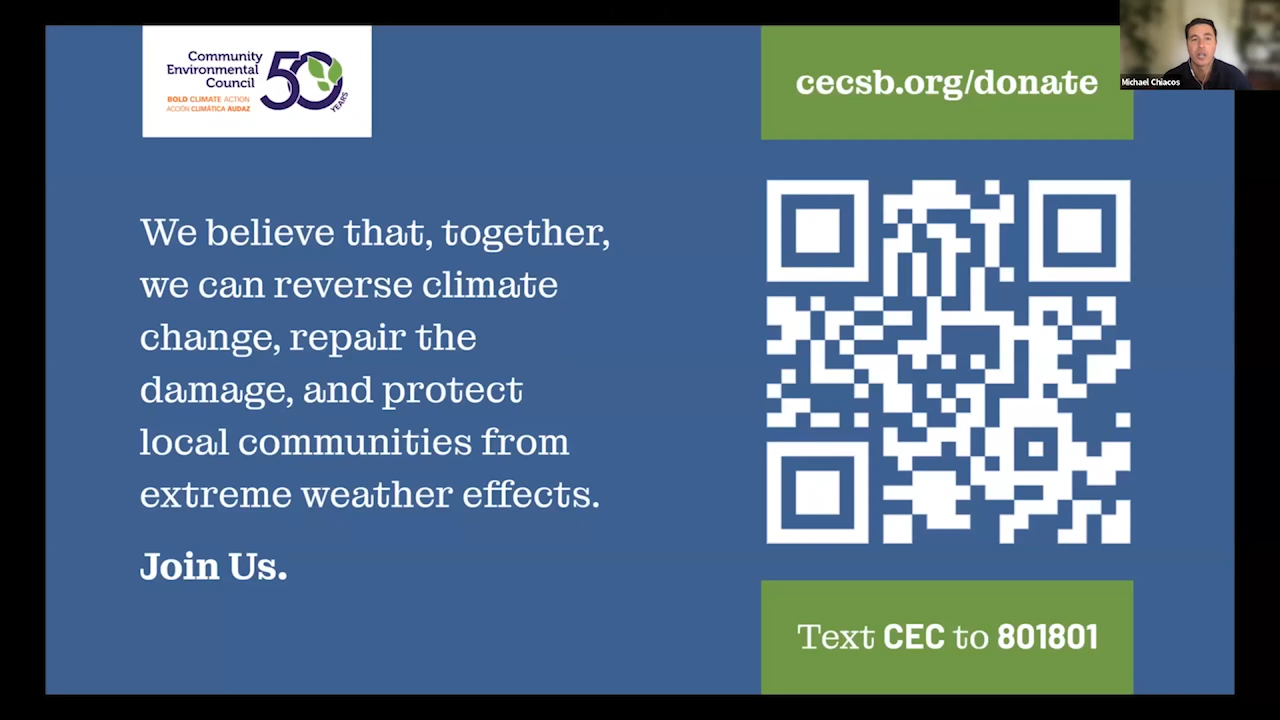 Community
Environmental
Council
BOLD CLIMATE ACTION
ACCIÓN CLIMÁTICA AUDAZ
50
YEARS
cecsb.org/donate
Michael Chiacos
We believe that, together,
we can reverse climate
change, repair the
damage, and protect
local communities from
extreme weather effects.
Join Us.
Text CEC to 801801